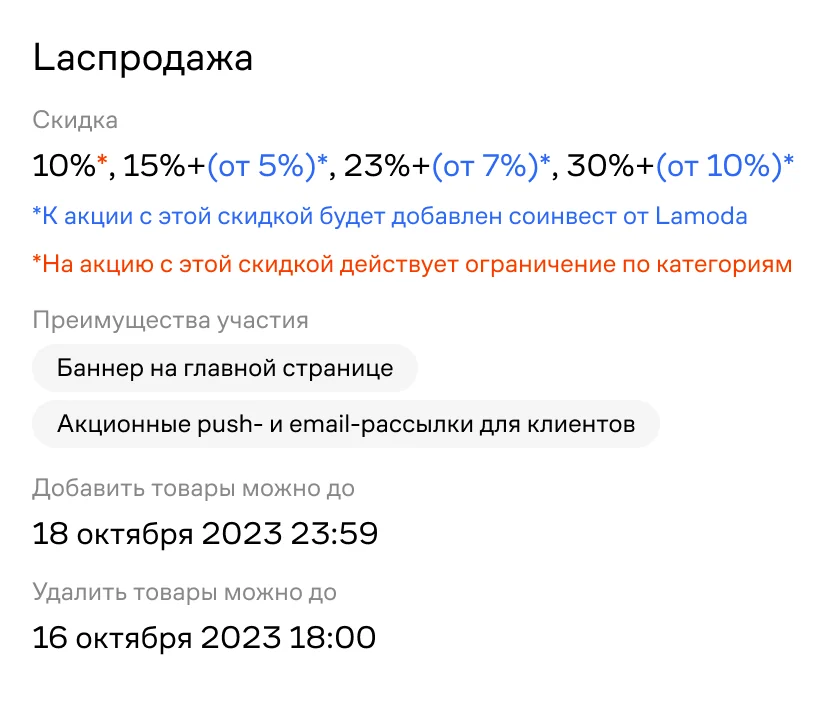 Lаспродажа
Скидка
10%*, 15%+(от 5%)*, 23%+(от 7%)*, 30%+(от 10%)*
*К акции с этой скидкой будет добавлен соинвест от Lamoda
*На акцию с этой скидкой действует ограничение по категориям
Преимущества участия
Баннер на главной странице
Акционные push- и email-рассылки для клиентов
Добавить товары можно до
18 октября 2023 23:59
Удалить товары можно до
16 октября 2023 18:00